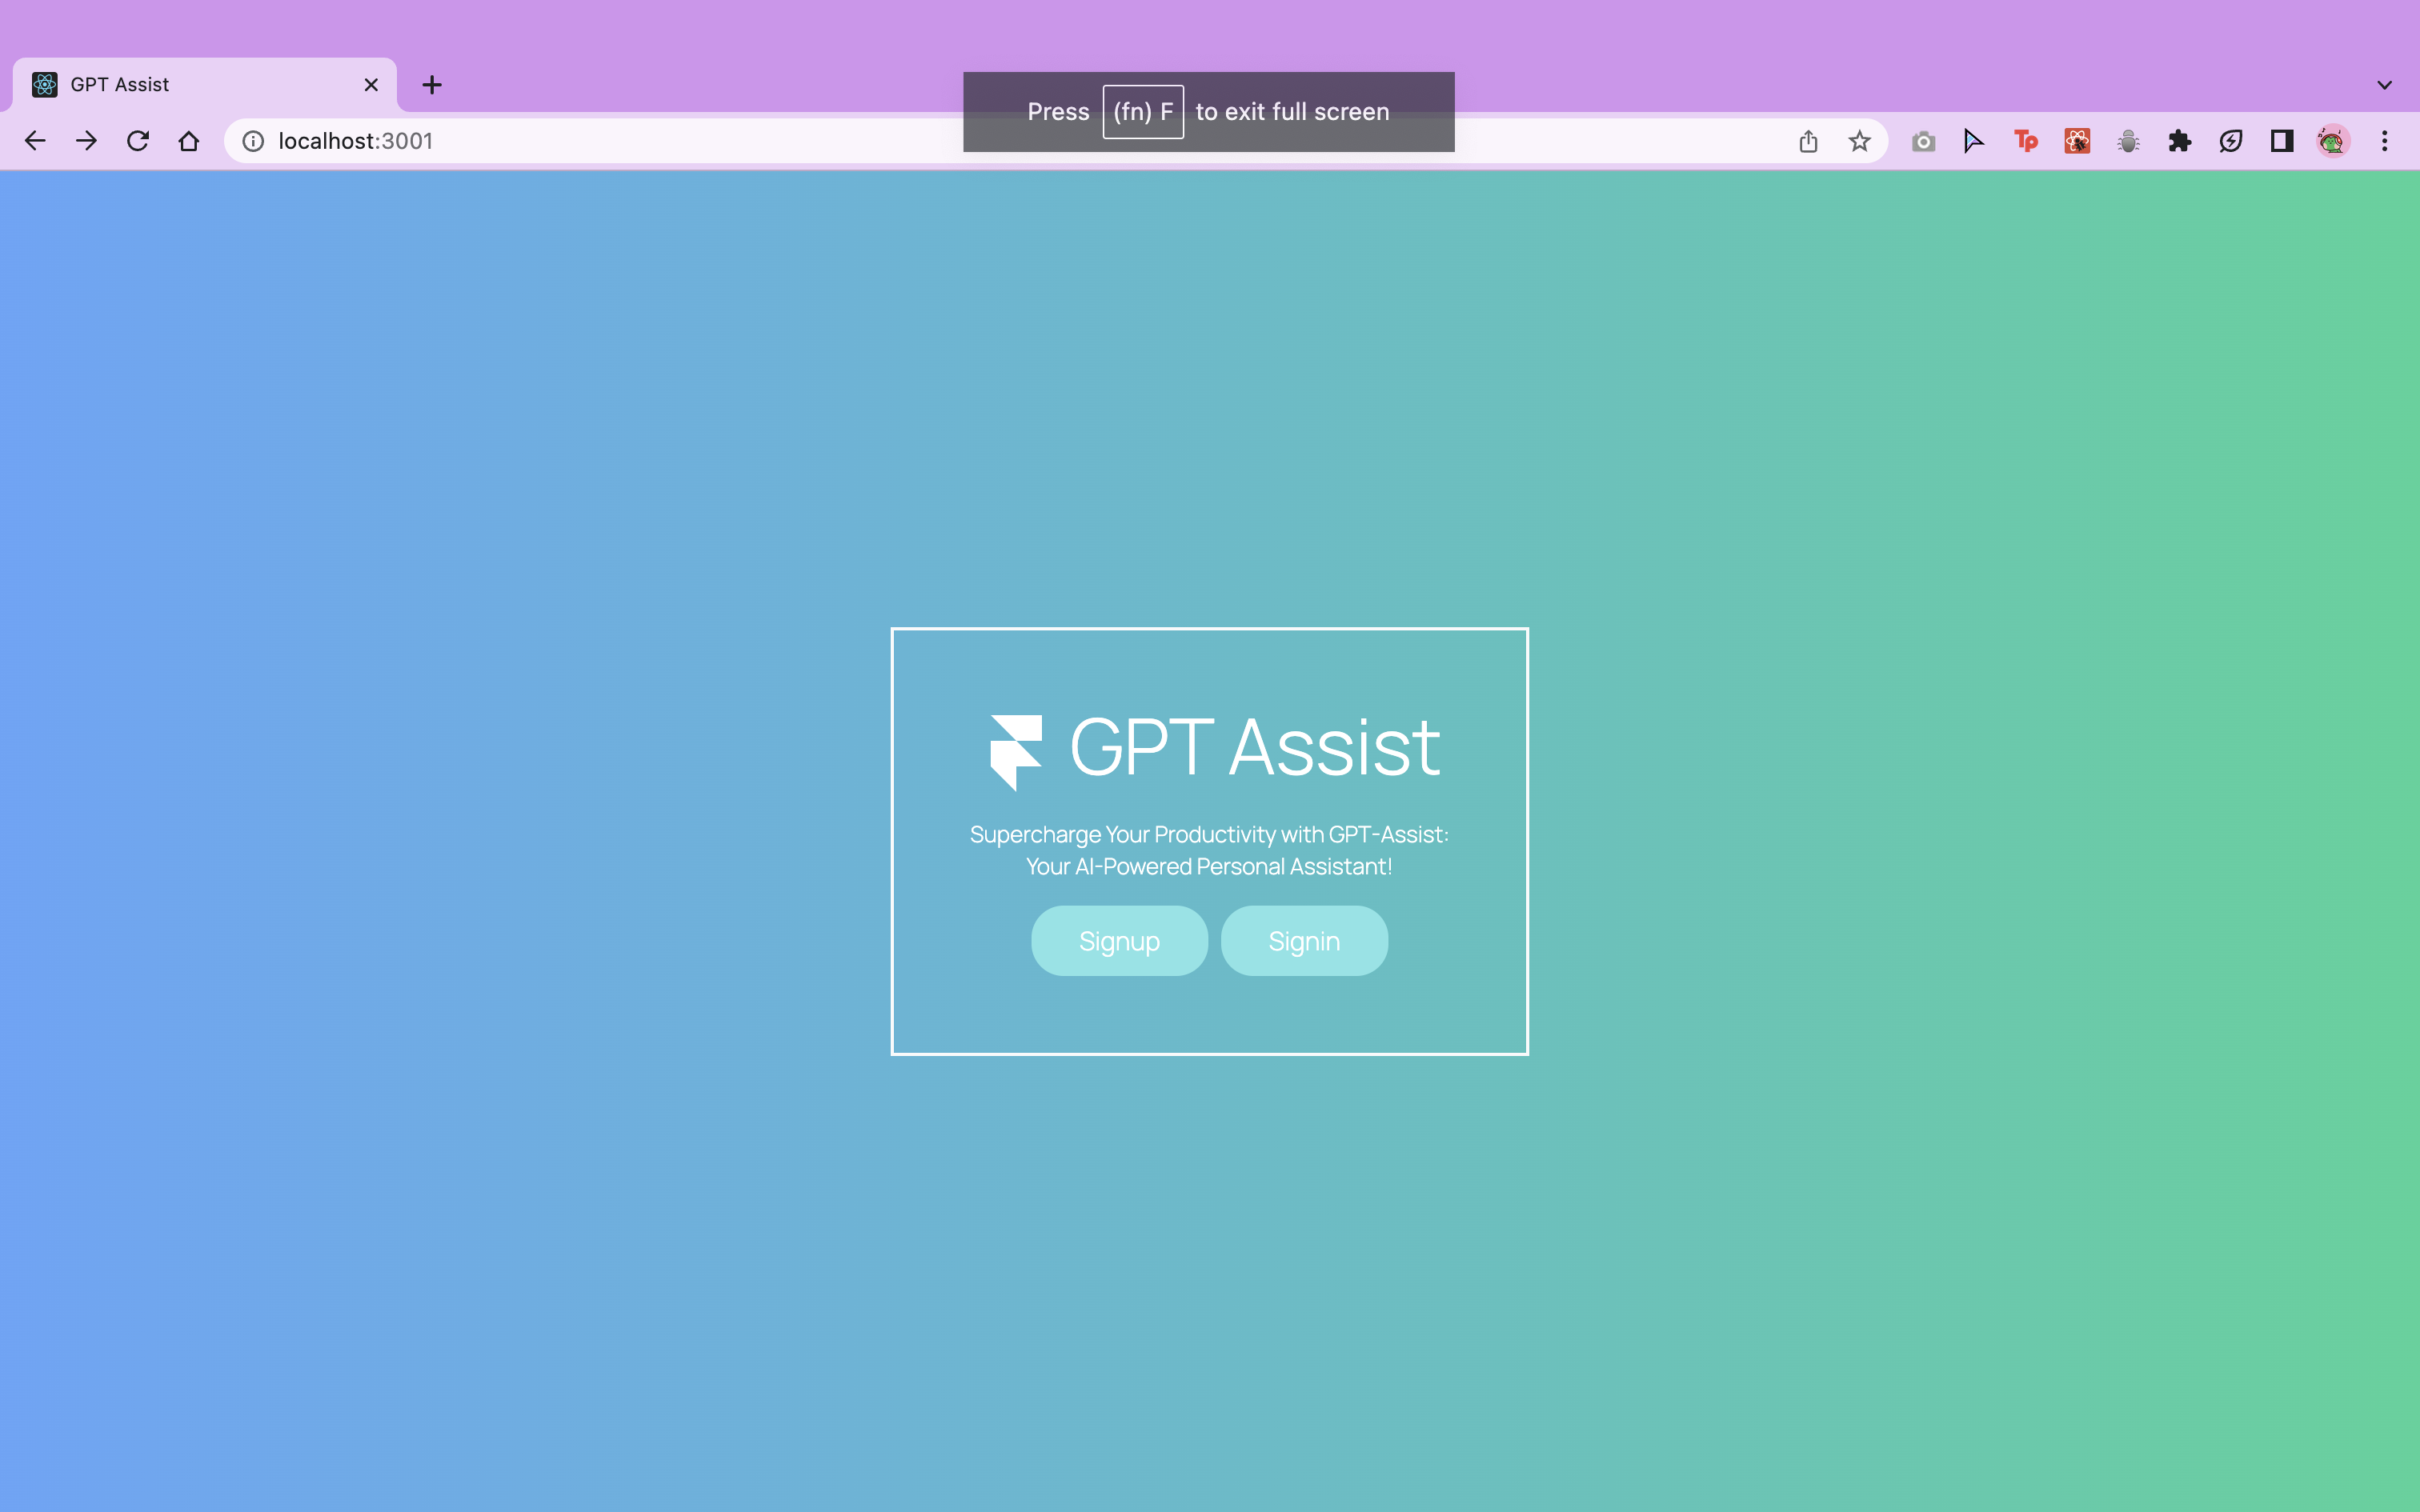 GPT Assist
Press (fn) F to exit full screen
localhost:3001
Tp
GPT Assist
Supercharge Your Productivity with GPT-Assist:
Your AI-Powered Personal Assistant!
Signup Signin